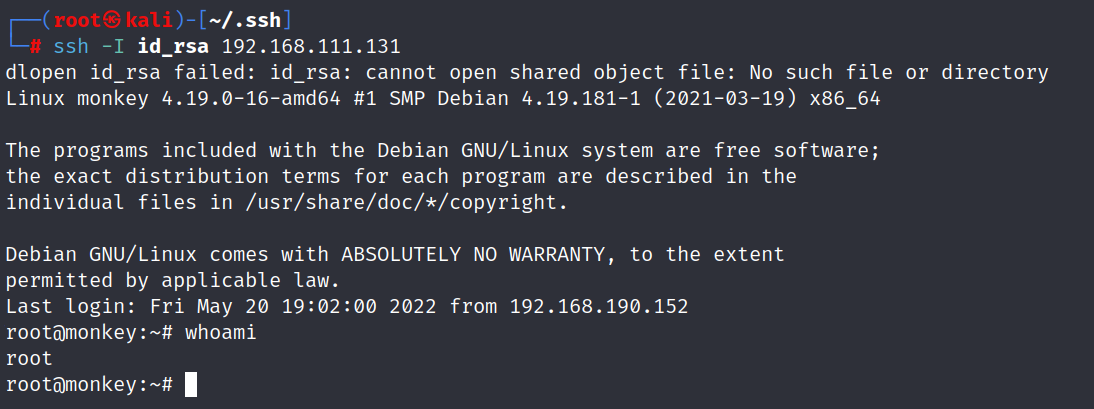 ┌──(root㉿kali)-[~/.ssh]
└─# ssh -I id_rsa 192.168.111.131
dlopen id_rsa failed: id_rsa: cannot open shared object file: No such file or directory
Linux monkey 4.19.0-16-amd64 #1 SMP Debian 4.19.181-1 (2021-03-19) x86_64
The programs included with the Debian GNU/Linux system are free software;
the exact distribution terms for each program are described in the
individual files in /usr/share/doc/*/copyright.
Debian GNU/Linux comes with ABSOLUTELY NO WARRANTY, to the extent
permitted by applicable law.
Last login: Fri May 20 19:02:00 2022 from 192.168.190.152
root@monkey:~# whoami
root
root@monkey:~#